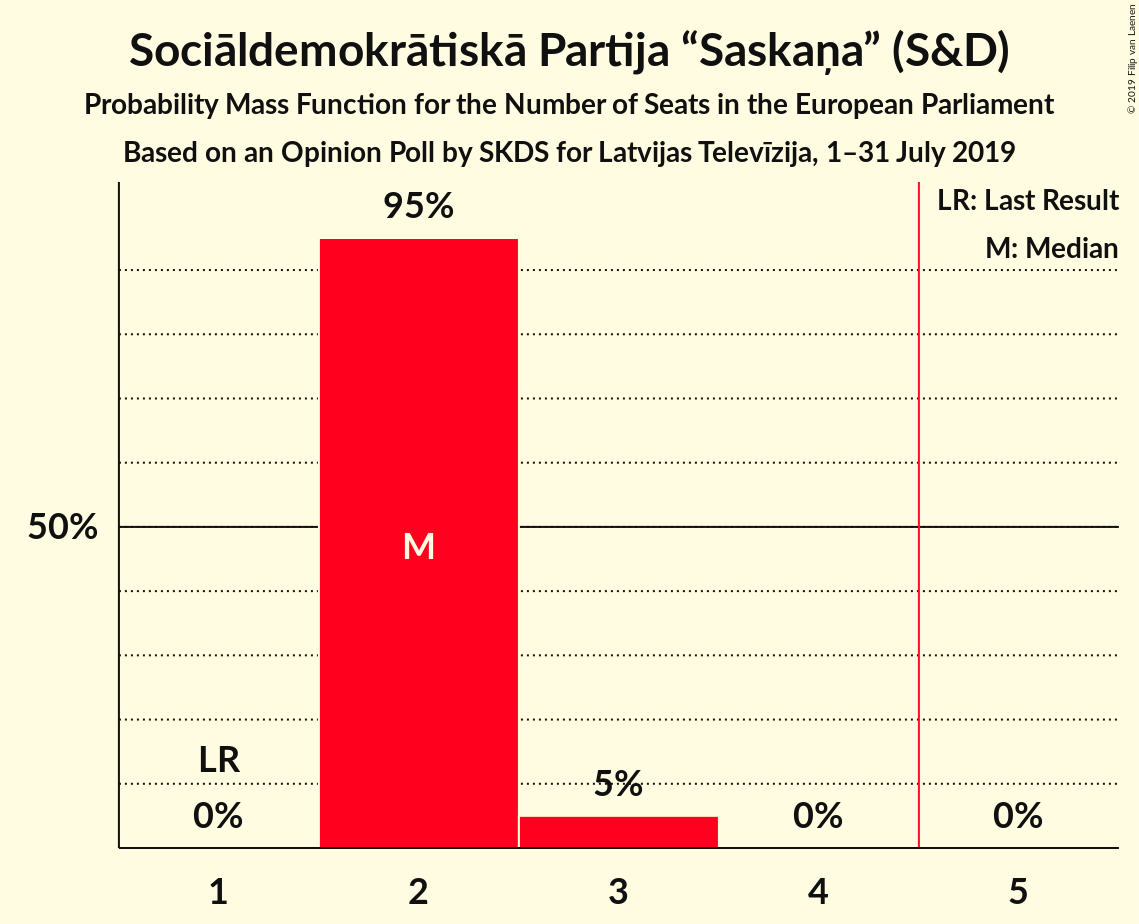 Sociāldemokrātiskā Partija “Saskaņa” (S&D)
Probability Mass Function for the Number of Seats in the European Parliament
Based on an Opinion Poll by SKDS for Latvijas Televīzija, 1–31 July 2019
© 2019 Filip van Laenen
LR: Last Result
M: Median
95%
50%
M
LR
0%
5%
0%
0%
1
2
3
4
5